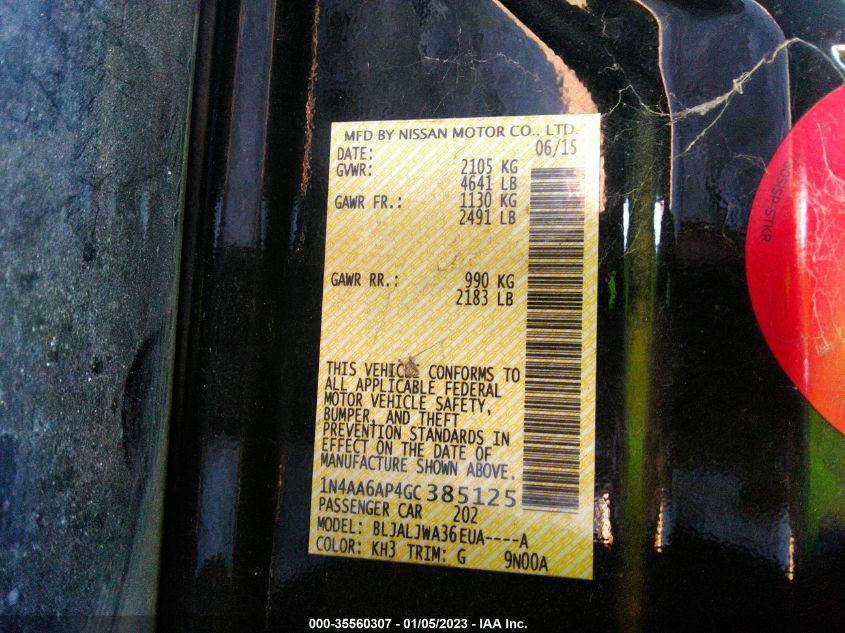 MFD BY NISSAN MOTOR CO., LTD.
DATE: 06/15
GVWR: 2105 KG
4641 LB
GAWR FR.: 1130 KG
2491 LB
GAWR RR.: 990 KG
2183 LB
THIS VEHICLE CONFORMS TO
ALL APPLICABLE FEDERAL
MOTOR VEHICLE SAFETY,
BUMPER, AND THEFT
PREVENTION STANDARDS IN
EFFECT ON THE DATE OF
MANUFACTURE SHOWN ABOVE.
1N4AA6AP4GC385125
PASSENGER CAR 202
MODEL: BLJALJWA36EUA----A
COLOR: KH3 TRIM: G 9N00A
000-35560307 - 01/05/2023 - IAA Inc.